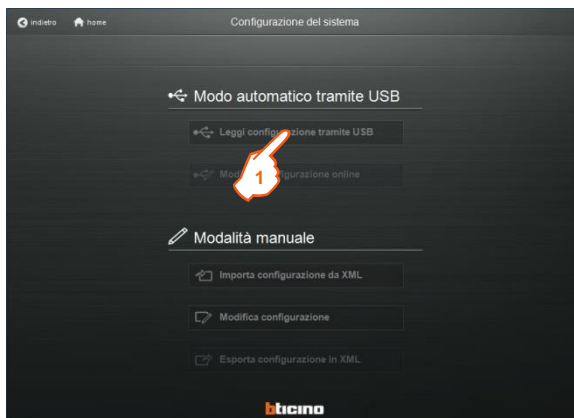 indietro home Configurazione del sistema
Modo automatico tramite USB
Leggi configurazione tramite USB
1
Modalità manuale
Importa configurazione da XML
Modifica configurazione
Esporta configurazione in XML
bticino